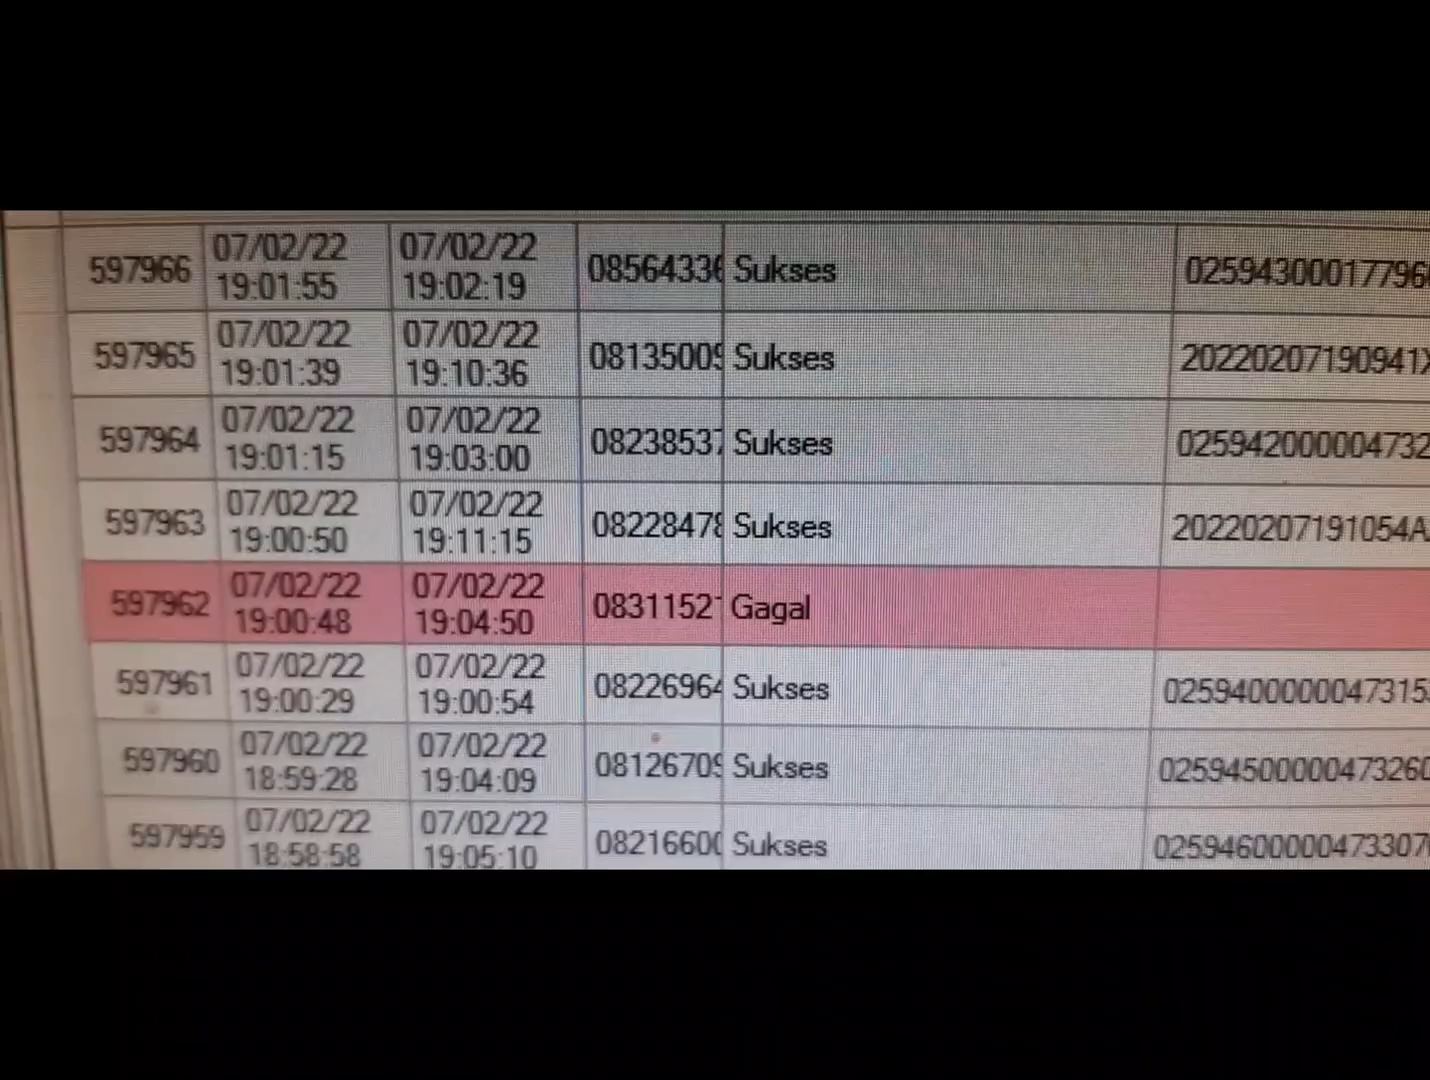 597966 07/02/22 19:01:55 07/02/22 19:02:19 0856433 Sukses 025943000177796
597965 07/02/22 19:01:39 07/02/22 19:10:36 0813500 Sukses 20220207190941
597964 07/02/22 19:01:15 07/02/22 19:03:00 0823853 Sukses 025942000004732
597963 07/02/22 19:00:50 07/02/22 19:11:15 0822847 Sukses 20220207191054A
597962 07/02/22 19:00:48 07/02/22 19:04:50 0831152 Gagal
597961 07/02/22 19:00:29 07/02/22 19:00:54 0822696 Sukses 0259400000047315
597960 07/02/22 18:59:28 07/02/22 19:04:09 0812670 Sukses 0259450000047326
597959 07/02/22 18:58:58 07/02/22 19:05:10 0821660 Sukses 0259460000047330